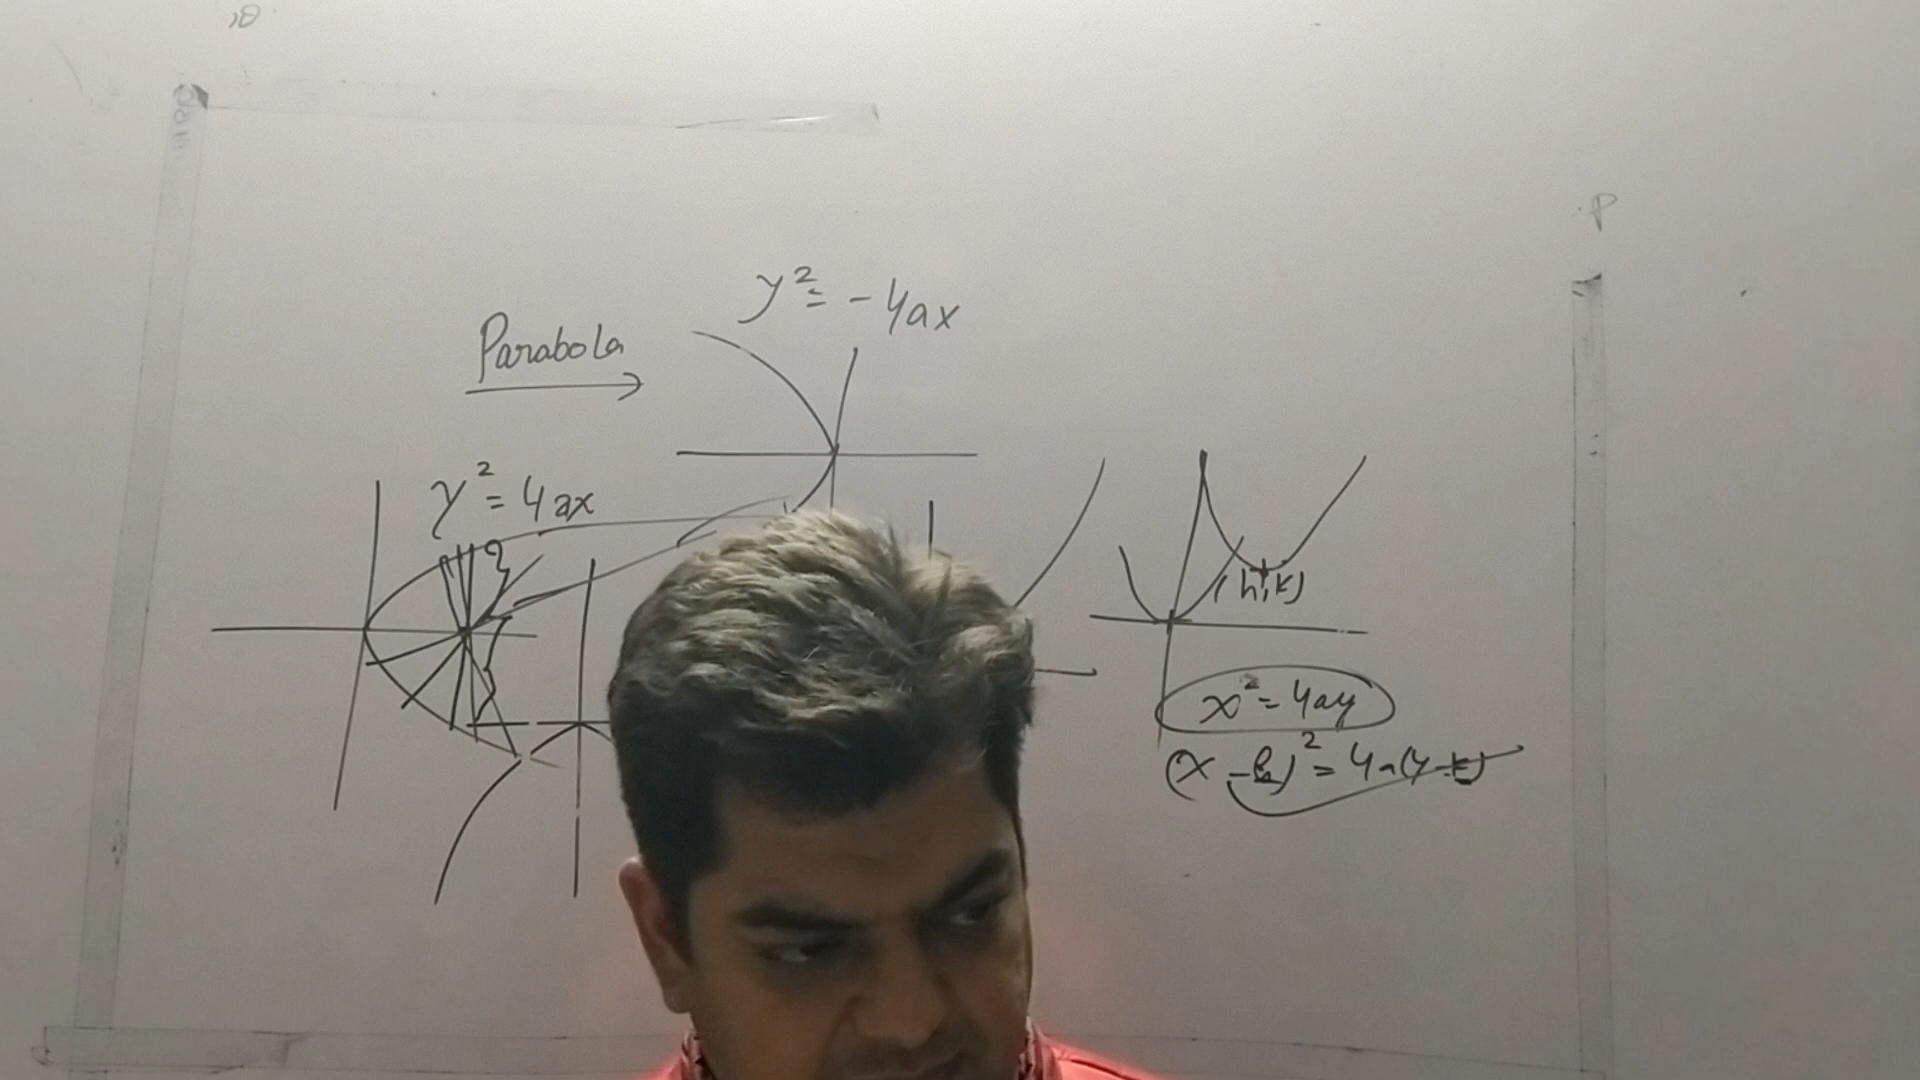 y² = -4ax
Parabola
y² = 4ax
(h,k)
x² = 4ay
(x - h)² = 4a(y-k)
P